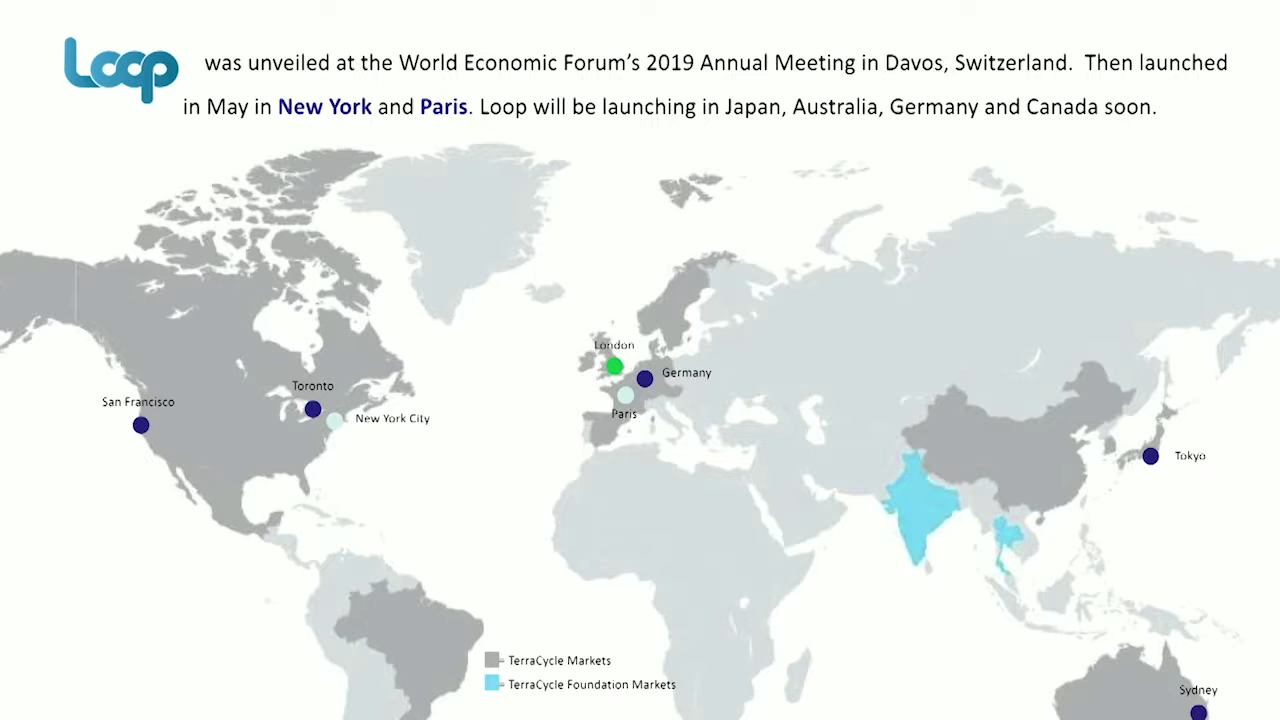 Loop was unveiled at the World Economic Forum's 2019 Annual Meeting in Davos, Switzerland. Then launched
in May in New York and Paris. Loop will be launching in Japan, Australia, Germany and Canada soon.
London
Germany
Toronto
San Francisco
Paris
New York City
Tokyo
TerraCycle Markets
TerraCycle Foundation Markets
Sydney